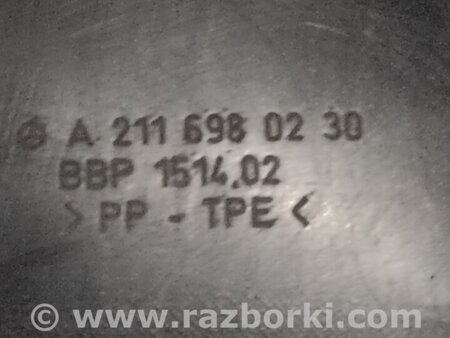 A 211 698 02 30
BBP 1514.02
> PP - TPE <
© www.razborki.com